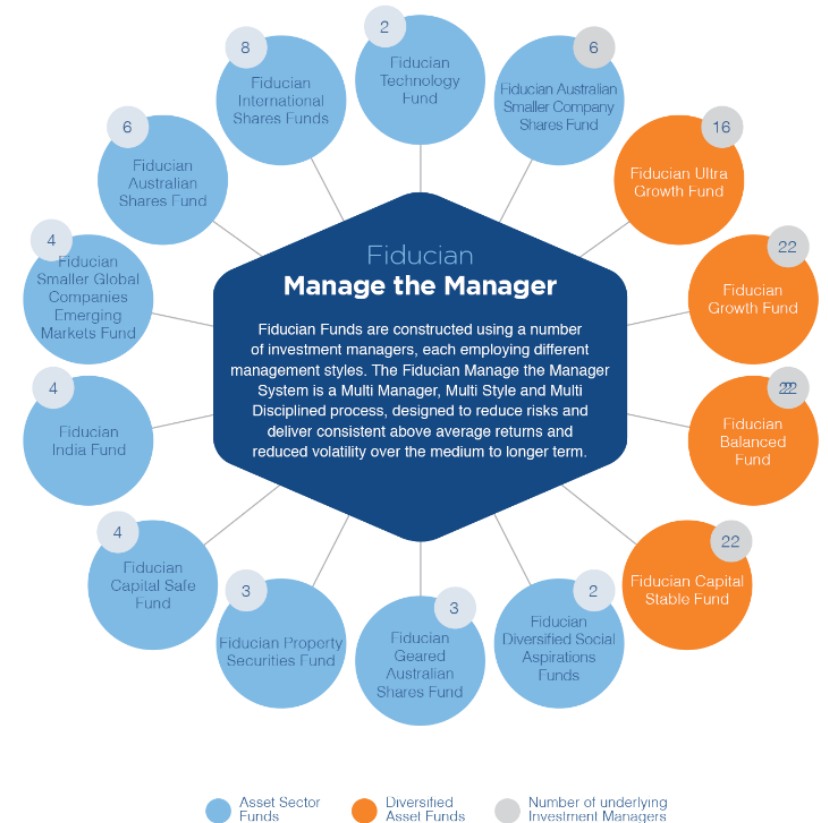 2
Fiducian
Technology
Fund
6
Fiducian Australian
Smaller Company
Shares Fund
16
Fiducian Ultra
Growth Fund
22
Fiducian
Growth Fund
22
Fiducian
Balanced
Fund
22
Fiducian Capital
Stable Fund
2
Fiducian
Diversified Social
Aspirations
Funds
3
Fiducian
Geared
Australian
Shares Fund
3
Fiducian Property
Securities Fund
4
Fiducian
Capital Safe
Fund
4
Fiducian
India Fund
4
Fiducian
Smaller Global
Companies
Emerging
Markets Fund
6
Fiducian
Australian
Shares Fund
8
Fiducian
International
Shares Funds
Fiducian
Manage the Manager
Fiducian Funds are constructed using a number
of investment managers, each employing different
management styles. The Fiducian Manage the Manager
System is a Multi Manager, Multi Style and Multi
Disciplined process, designed to reduce risks and
deliver consistent above average returns and
reduced volatility over the medium to longer term.
Asset Sector
Funds
Diversified
Asset Funds
Number of underlying
Investment Managers